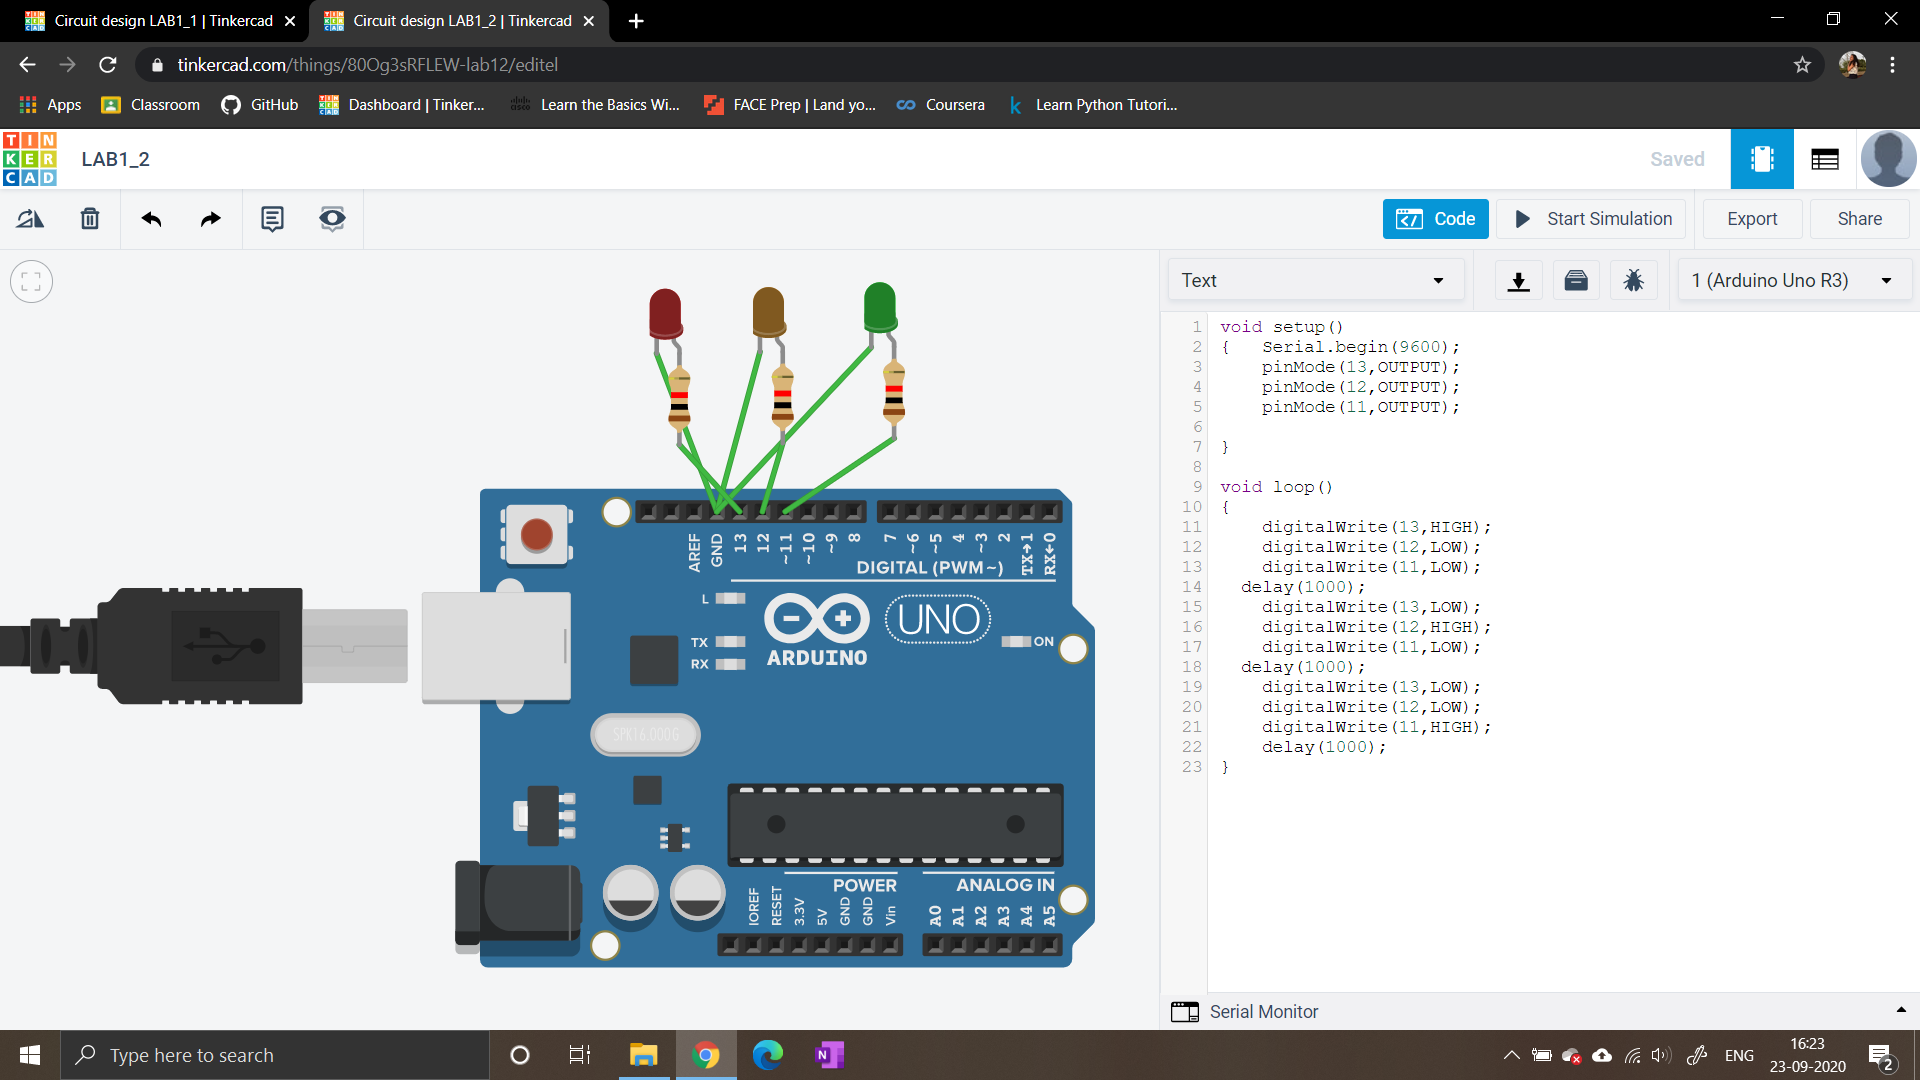 Circuit design LAB1_1 | Tinkercad
Circuit design LAB1_2 | Tinkercad
tinkercad.com/things/80Og3sRFLEW-lab12/editel
Apps
Classroom
GitHub
Dashboard | Tinker...
cisco
Learn the Basics Wi...
FACE Prep | Land yo...
Coursera
k
Learn Python Tutori...
TIN
KER
CAD
LAB1_2
Saved
Code
Start Simulation
Export
Share
Text
1 (Arduino Uno R3)
1 void setup()
2 {   Serial.begin(9600);
3     pinMode(13,OUTPUT);
4     pinMode(12,OUTPUT);
5     pinMode(11,OUTPUT);
6
7 }
8
9 void loop()
10 {
11     digitalWrite(13,HIGH);
12     digitalWrite(12,LOW);
13     digitalWrite(11,LOW);
14   delay(1000);
15     digitalWrite(13,LOW);
16     digitalWrite(12,HIGH);
17     digitalWrite(11,LOW);
18   delay(1000);
19     digitalWrite(13,LOW);
20     digitalWrite(12,LOW);
21     digitalWrite(11,HIGH);
22     delay(1000);
23 }
AREF GND 13 12 ~11 ~10 ~9 8 7 ~6 ~5 4 ~3 2 TX→1 RX←0
DIGITAL (PWM~)
L
TX
RX
ARDUINO
UNO
ON
SPK16.000G
POWER
ANALOG IN
IOREF RESET 3.3V 5V GND GND Vin A0 A1 A2 A3 A4 A5
Serial Monitor
Type here to search
N
ENG
16:23
23-09-2020
2